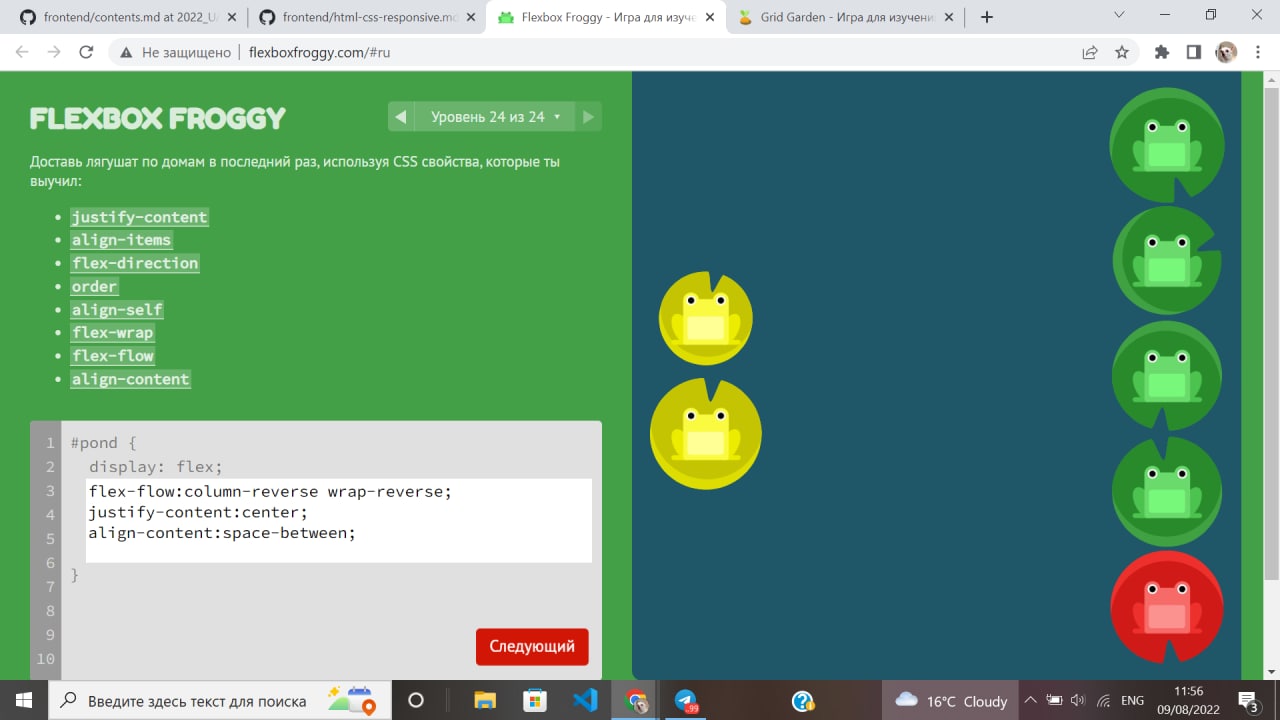 frontend/contents.md at 2022_U
frontend/html-css-responsive.md
Flexbox Froggy - Игра для изуче
Grid Garden - Игра для изучени
Не защищено
flexboxfroggy.com/#ru
FLEXBOX FROGGY
Уровень 24 из 24
Доставь лягушат по домам в последний раз, используя CSS свойства, которые ты
выучил:
justify-content
align-items
flex-direction
order
align-self
flex-wrap
flex-flow
align-content
1 #pond {
2 display: flex;
3 flex-flow:column-reverse wrap-reverse;
4 justify-content:center;
5 align-content:space-between;
6
7 }
8
9
10
Следующий
Введите здесь текст для поиска
99
16°C Cloudy
ENG
11:56
09/08/2022
3